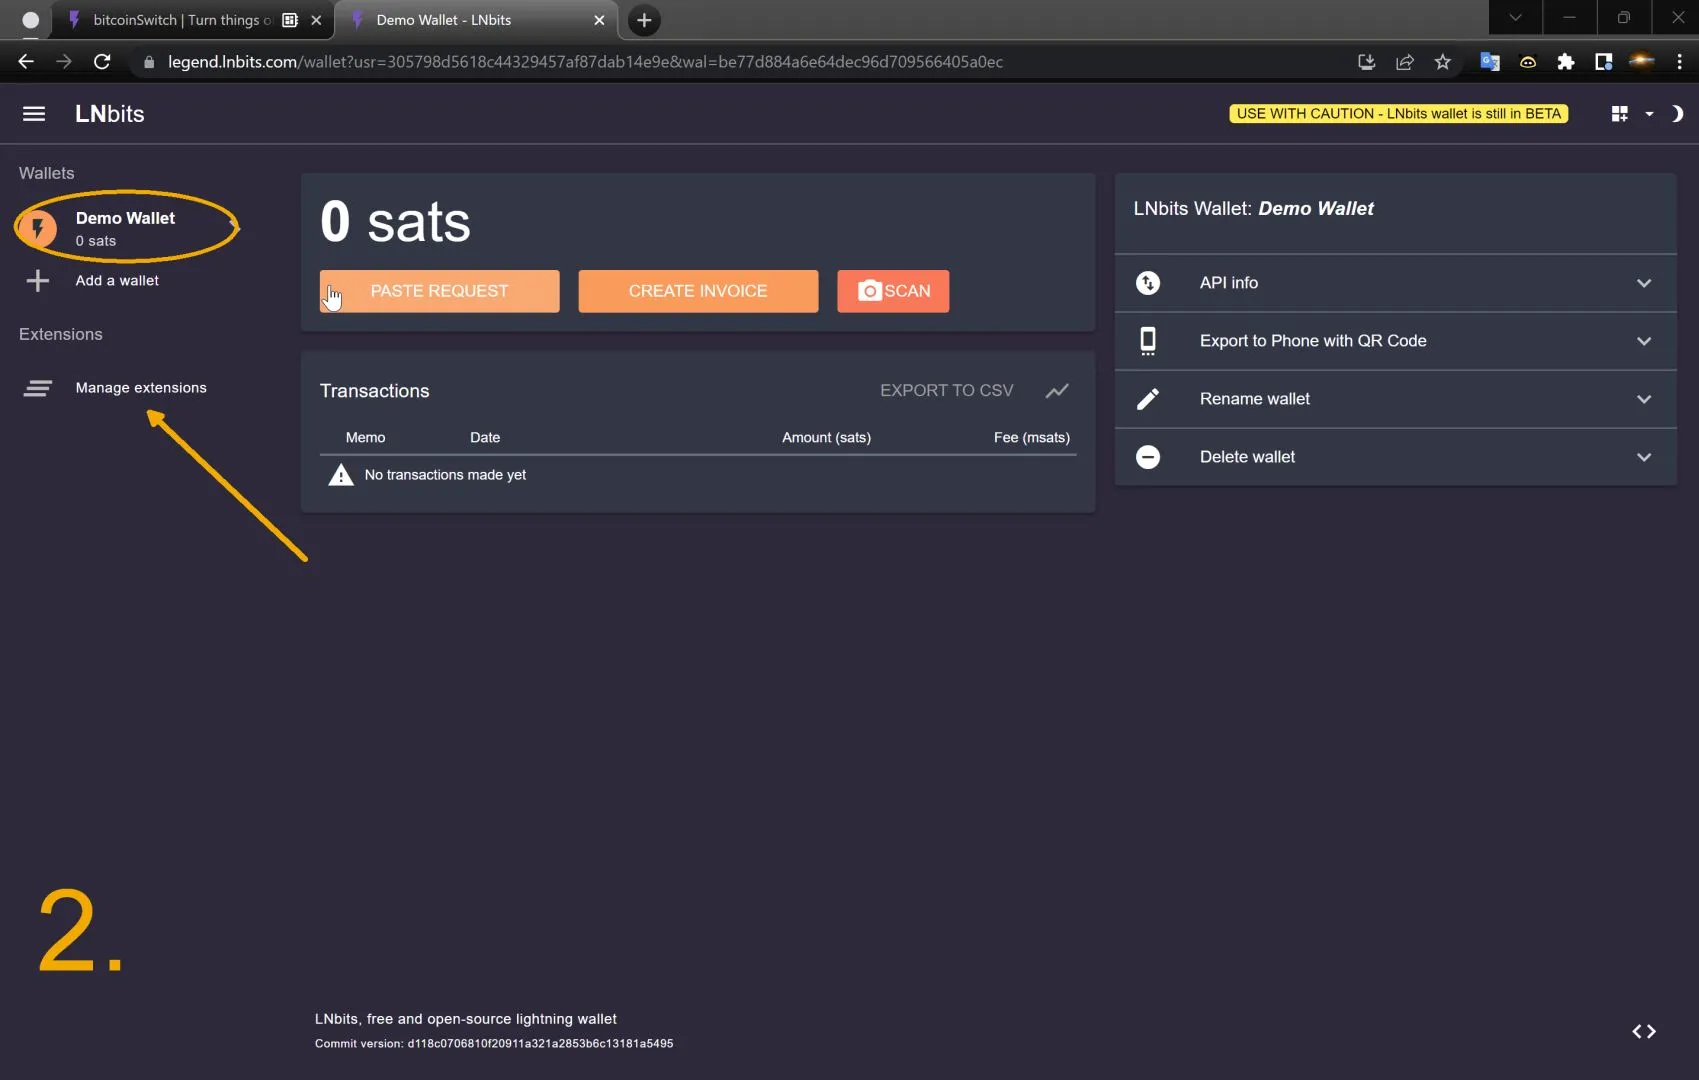 bitcoinSwitch | Turn things o
Demo Wallet - LNbits
legend.lnbits.com/wallet?usr=305798d5618c44329457af87dab14e9e&wal=be77d884a6e64dec96d709566405a0ec
LNbits
USE WITH CAUTION - LNbits wallet is still in BETA
Wallets
Demo Wallet
0 sats
Add a wallet
Extensions
Manage extensions
0 sats
PASTE REQUEST
CREATE INVOICE
SCAN
Transactions
EXPORT TO CSV
Memo Date Amount (sats) Fee (msats)
No transactions made yet
LNbits Wallet: Demo Wallet
API info
Export to Phone with QR Code
Rename wallet
Delete wallet
2.
LNbits, free and open-source lightning wallet
Commit version: d118c0706810f20911a321a2853b6c13181a5495